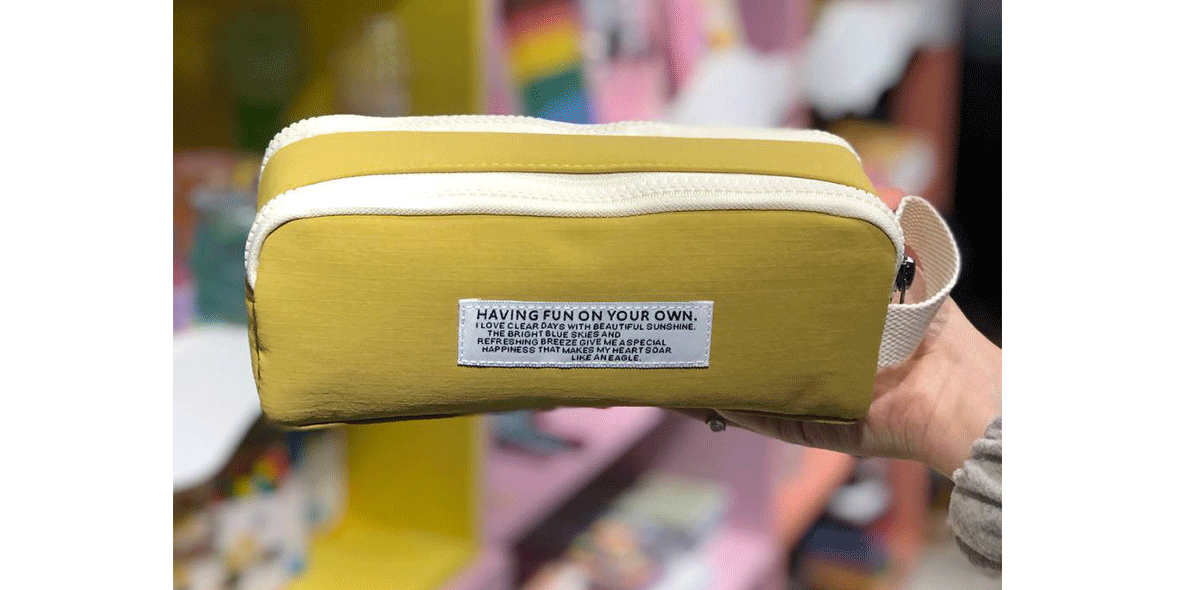 HAVING FUN ON YOUR OWN.
I LOVE CLEAR DAYS WITH BEAUTIFUL SUNSHINE.
THE BRIGHT BLUE SKIES AND
REFRESHING BREEZE GIVE ME ASPECIAL
HAPPINESS THAT MAKES MY HEART SOAR
LIKE AN EAGLE.